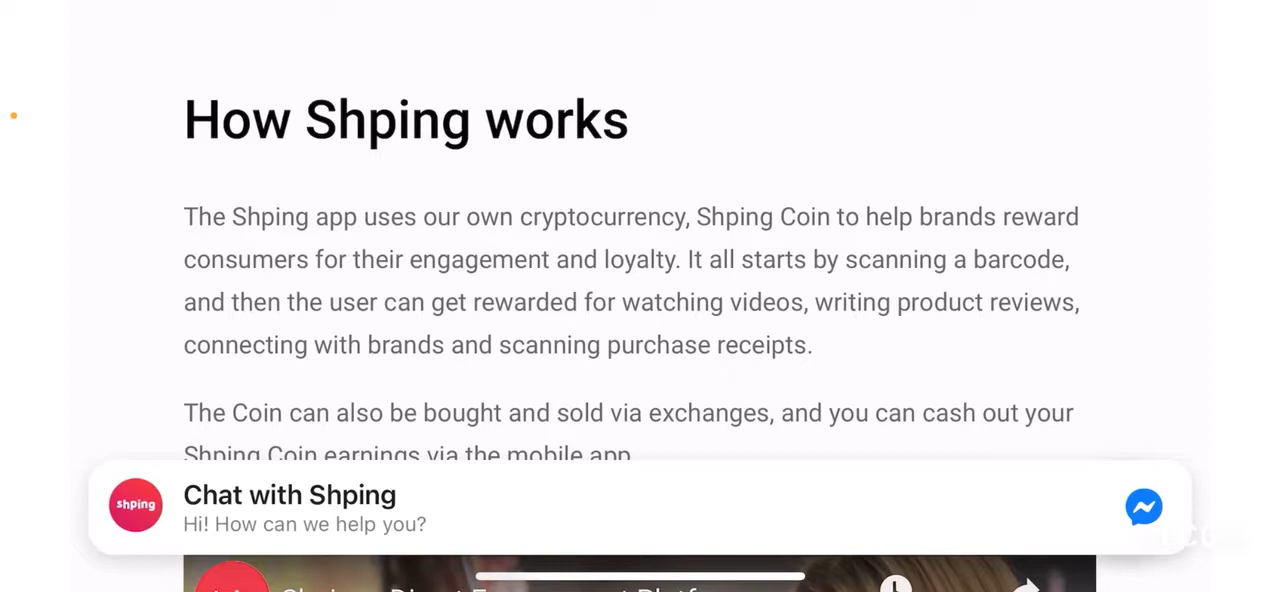 How Shping works
The Shping app uses our own cryptocurrency, Shping Coin to help brands reward
consumers for their engagement and loyalty. It all starts by scanning a barcode,
and then the user can get rewarded for watching videos, writing product reviews,
connecting with brands and scanning purchase receipts.
The Coin can also be bought and sold via exchanges, and you can cash out your
Shping Coin earnings via the mobile app.
shping
Chat with Shping
Hi! How can we help you?